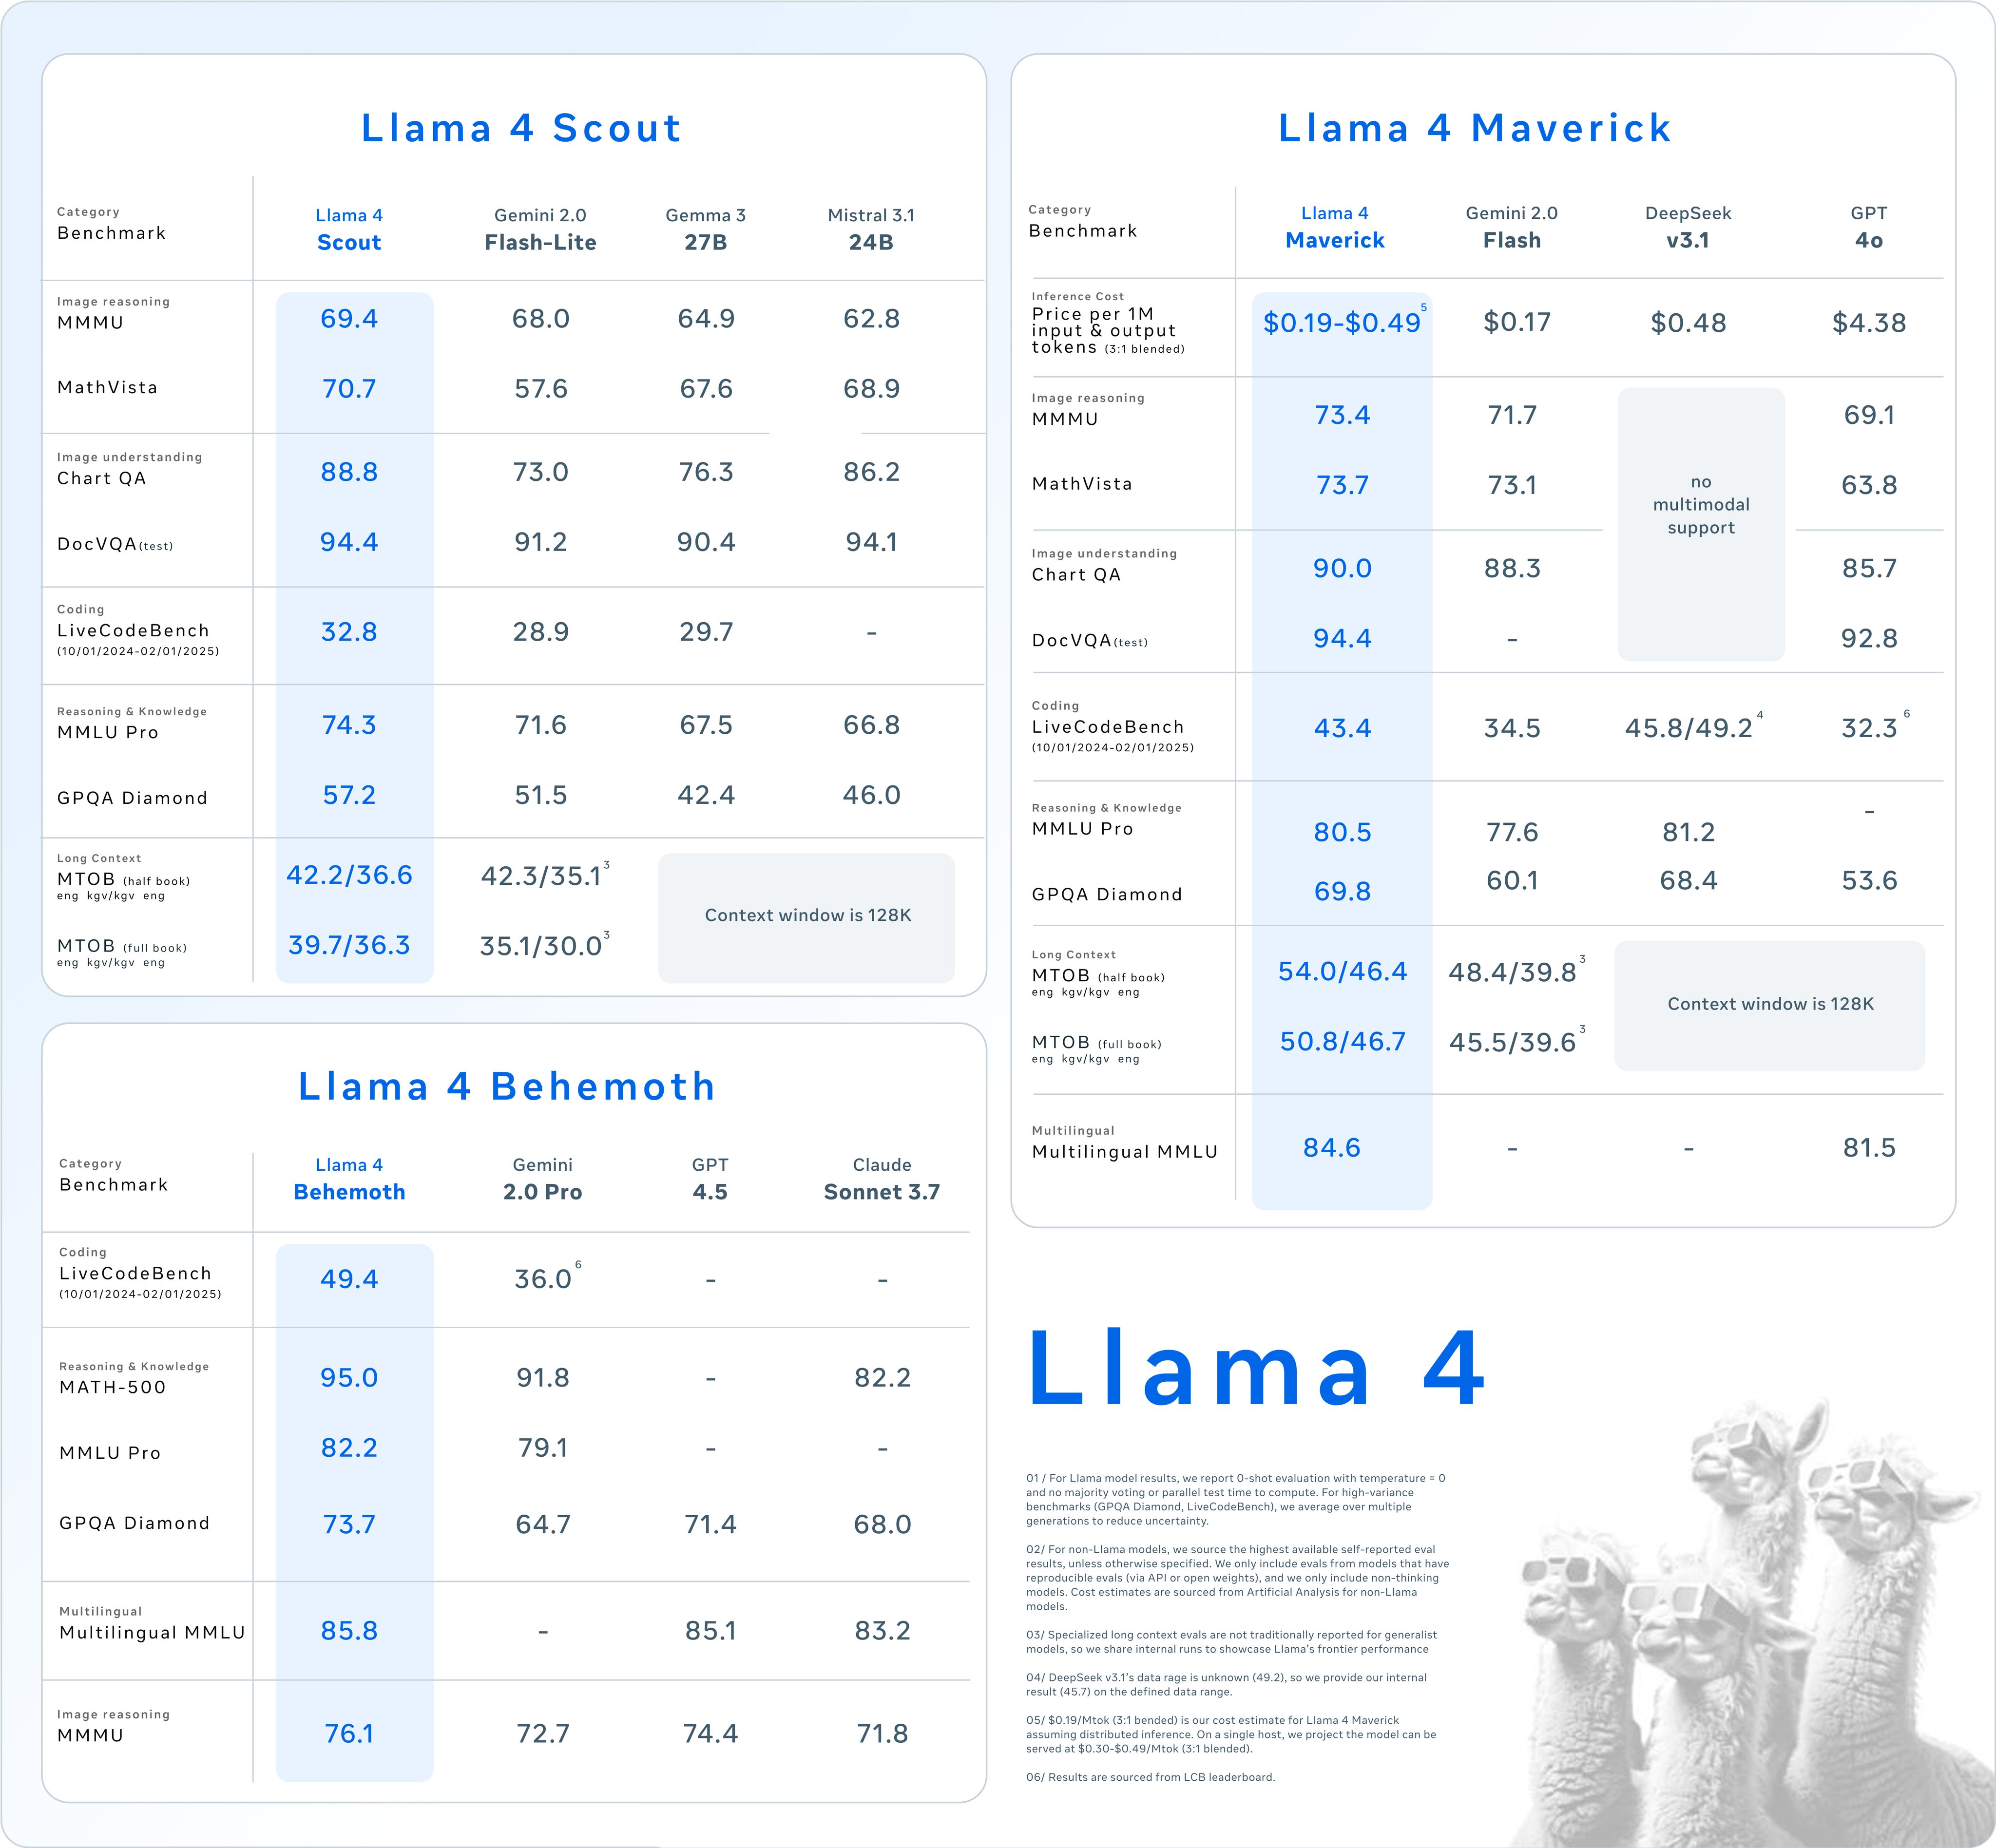 Llama 4 Scout
Category
Benchmark
Llama 4 Scout
Gemini 2.0 Flash-Lite
Gemma 3 27B
Mistral 3.1 24B
Image reasoning
MMMU 69.4 68.0 64.9 62.8
MathVista 70.7 57.6 67.6 68.9
Image understanding
Chart QA 88.8 73.0 76.3 86.2
DocVQA(test) 94.4 91.2 90.4 94.1
Coding
LiveCodeBench 32.8 28.9 29.7 -
(10/01/2024-02/01/2025)
Reasoning & Knowledge
MMLU Pro 74.3 71.6 67.5 66.8
GPQA Diamond 57.2 51.5 42.4 46.0
Long Context
MTOB (half book) 42.2/36.6 42.3/35.1³
eng kgv/kgv eng
Context window is 128K
MTOB (full book) 39.7/36.3 35.1/30.0³
eng kgv/kgv eng
Llama 4 Maverick
Category
Benchmark
Llama 4 Maverick
Gemini 2.0 Flash
DeepSeek v3.1
GPT 4o
Inference Cost
Price per 1M
input & output
tokens (3:1 blended)
$0.19-$0.49⁵ $0.17 $0.48 $4.38
Image reasoning
MMMU 73.4 71.7 69.1
MathVista 73.7 73.1 63.8
no
multimodal
support
Image understanding
Chart QA 90.0 88.3 85.7
DocVQA(test) 94.4 - 92.8
Coding
LiveCodeBench 43.4 34.5 45.8/49.2⁴ 32.3⁶
(10/01/2024-02/01/2025)
Reasoning & Knowledge
MMLU Pro 80.5 77.6 81.2 -
GPQA Diamond 69.8 60.1 68.4 53.6
Long Context
MTOB (half book) 54.0/46.4 48.4/39.8³
eng kgv/kgv eng
Context window is 128K
MTOB (full book) 50.8/46.7 45.5/39.6³
eng kgv/kgv eng
Multilingual
Multilingual MMLU 84.6 - - 81.5
Llama 4 Behemoth
Category
Benchmark
Llama 4 Behemoth
Gemini 2.0 Pro
GPT 4.5
Claude Sonnet 3.7
Coding
LiveCodeBench 49.4 36.0⁶ - -
(10/01/2024-02/01/2025)
Reasoning & Knowledge
MATH-500 95.0 91.8 - 82.2
MMLU Pro 82.2 79.1 - -
GPQA Diamond 73.7 64.7 71.4 68.0
Multilingual
Multilingual MMLU 85.8 - 85.1 83.2
Image reasoning
MMMU 76.1 72.7 74.4 71.8
Llama 4
01 / For Llama model results, we report 0-shot evaluation with temperature = 0
and no majority voting or parallel test time to compute. For high-variance
benchmarks (GPQA Diamond, LiveCodeBench), we average over multiple
generations to reduce uncertainty.
02/ For non-Llama models, we source the highest available self-reported eval
results, unless otherwise specified. We only include evals from models that have
reproducible evals (via API or open weights), and we only include non-thinking
models. Cost estimates are sourced from Artificial Analysis for non-Llama
models.
03/ Specialized long context evals are not traditionally reported for generalist
models, so we share internal runs to showcase Llama's frontier performance
04/ DeepSeek v3.1's data rage is unknown (49.2), so we provide our internal
result (45.7) on the defined data range.
05/ $0.19/Mtok (3:1 bended) is our cost estimate for Llama 4 Maverick
assuming distributed inference. On a single host, we project the model can be
served at $0.30-$0.49/Mtok (3:1 blended).
06/ Results are sourced from LCB leaderboard.